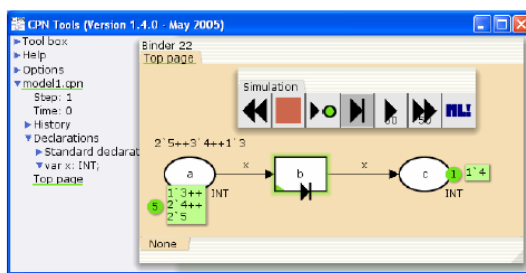 CPN Tools (Version 1.4.0 - May 2005)
Tool box
Help
Options
model1.cpn
Step: 1
Time: 0
History
Declarations
Standard declarat
var x: INT;
Top page
Binder 22
Top page
Simulation
50
ML!
2`5++3`4++1`3
a
x
b
x
c
INT
INT
5
1`3++
2`4++
2`5
1
1`4
None